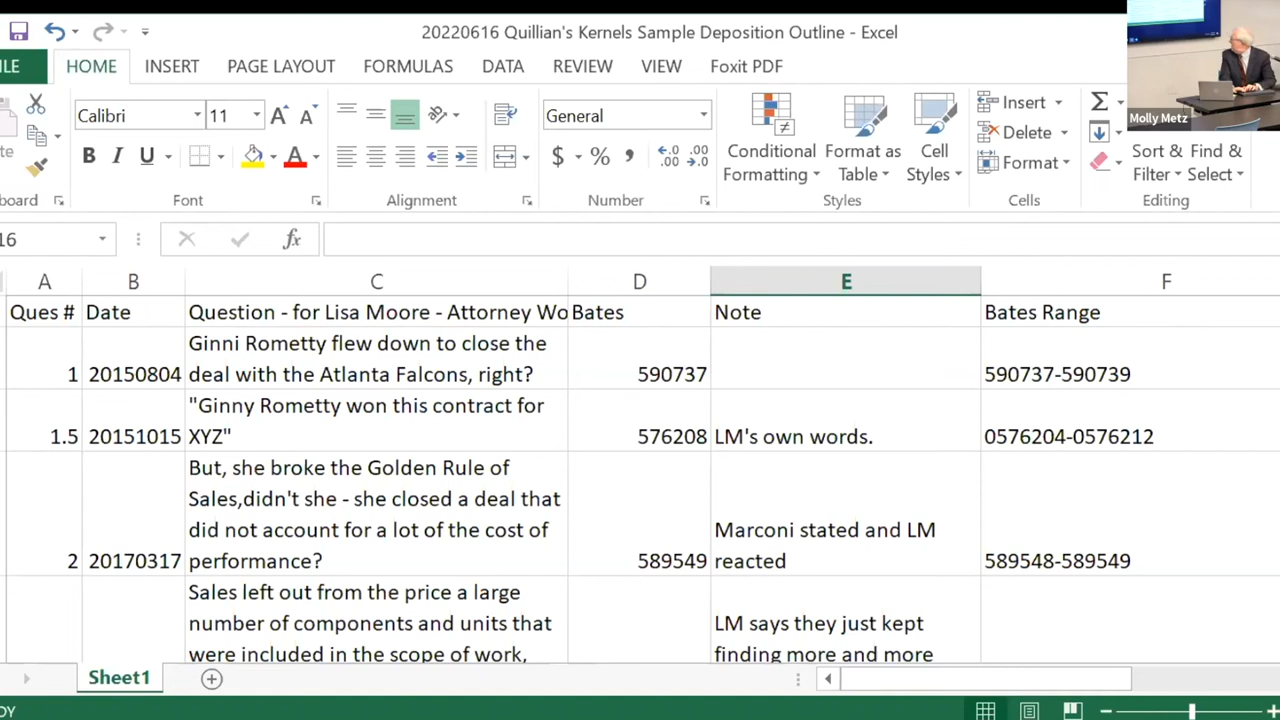 20220616 Quillian's Kernels Sample Deposition Outline - Excel
ILE HOME INSERT PAGE LAYOUT FORMULAS DATA REVIEW VIEW Foxit PDF
Molly Metz
te
Calibri 11
General
Conditional Formatting
Format as Table
Cell Styles
Insert
Delete
Format
Sort & Filter
Find & Select
board Font Alignment Number Styles Cells Editing
16 fx
A B C D E F
Ques # Date Question - for Lisa Moore - Attorney Wo Bates Note Bates Range
Ginni Rometty flew down to close the
1 20150804 deal with the Atlanta Falcons, right? 590737 590737-590739
"Ginny Rometty won this contract for
1.5 20151015 XYZ" 576208 LM's own words. 0576204-0576212
But, she broke the Golden Rule of
Sales,didn't she - she closed a deal that
did not account for a lot of the cost of Marconi stated and LM
2 20170317 performance? 589549 reacted 589548-589549
Sales left out from the price a large
number of components and units that LM says they just kept
were included in the scope of work, finding more and more
Sheet1
DY